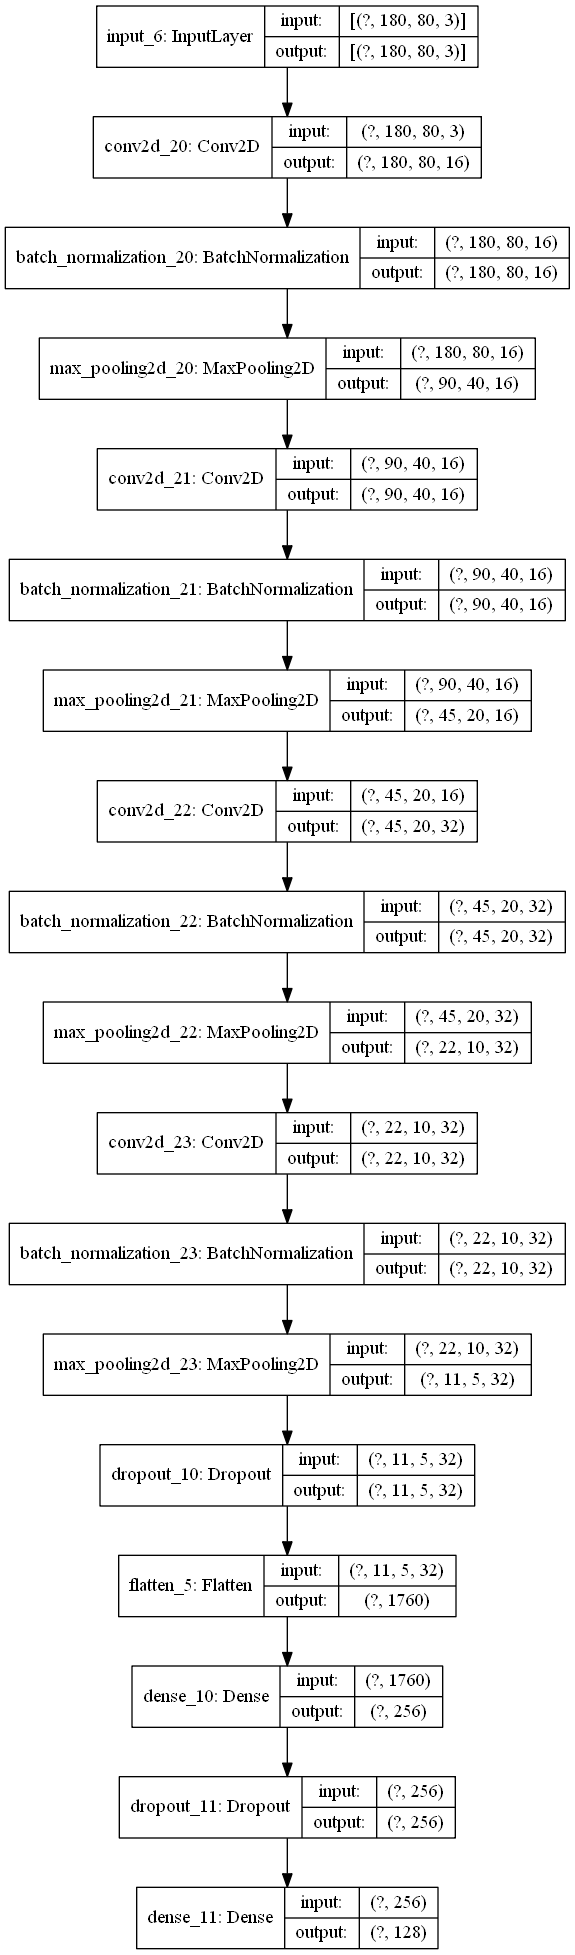 input_6: InputLayer
input: [(?, 180, 80, 3)]
output: [(?, 180, 80, 3)]
conv2d_20: Conv2D
input: (?, 180, 80, 3)
output: (?, 180, 80, 16)
batch_normalization_20: BatchNormalization
input: (?, 180, 80, 16)
output: (?, 180, 80, 16)
max_pooling2d_20: MaxPooling2D
input: (?, 180, 80, 16)
output: (?, 90, 40, 16)
conv2d_21: Conv2D
input: (?, 90, 40, 16)
output: (?, 90, 40, 16)
batch_normalization_21: BatchNormalization
input: (?, 90, 40, 16)
output: (?, 90, 40, 16)
max_pooling2d_21: MaxPooling2D
input: (?, 90, 40, 16)
output: (?, 45, 20, 16)
conv2d_22: Conv2D
input: (?, 45, 20, 16)
output: (?, 45, 20, 32)
batch_normalization_22: BatchNormalization
input: (?, 45, 20, 32)
output: (?, 45, 20, 32)
max_pooling2d_22: MaxPooling2D
input: (?, 45, 20, 32)
output: (?, 22, 10, 32)
conv2d_23: Conv2D
input: (?, 22, 10, 32)
output: (?, 22, 10, 32)
batch_normalization_23: BatchNormalization
input: (?, 22, 10, 32)
output: (?, 22, 10, 32)
max_pooling2d_23: MaxPooling2D
input: (?, 22, 10, 32)
output: (?, 11, 5, 32)
dropout_10: Dropout
input: (?, 11, 5, 32)
output: (?, 11, 5, 32)
flatten_5: Flatten
input: (?, 11, 5, 32)
output: (?, 1760)
dense_10: Dense
input: (?, 1760)
output: (?, 256)
dropout_11: Dropout
input: (?, 256)
output: (?, 256)
dense_11: Dense
input: (?, 256)
output: (?, 128)